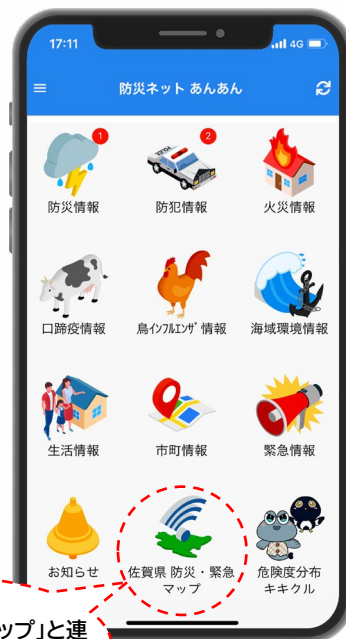 17:11
4G
防災ネット あんあん
1
2
防災情報
防犯情報
火災情報
口蹄疫情報
鳥インフルエンザ情報
海域環境情報
生活情報
市町情報
緊急情報
お知らせ
佐賀県 防災・緊急
マップ
危険度分布
キキクル
ップ」と連